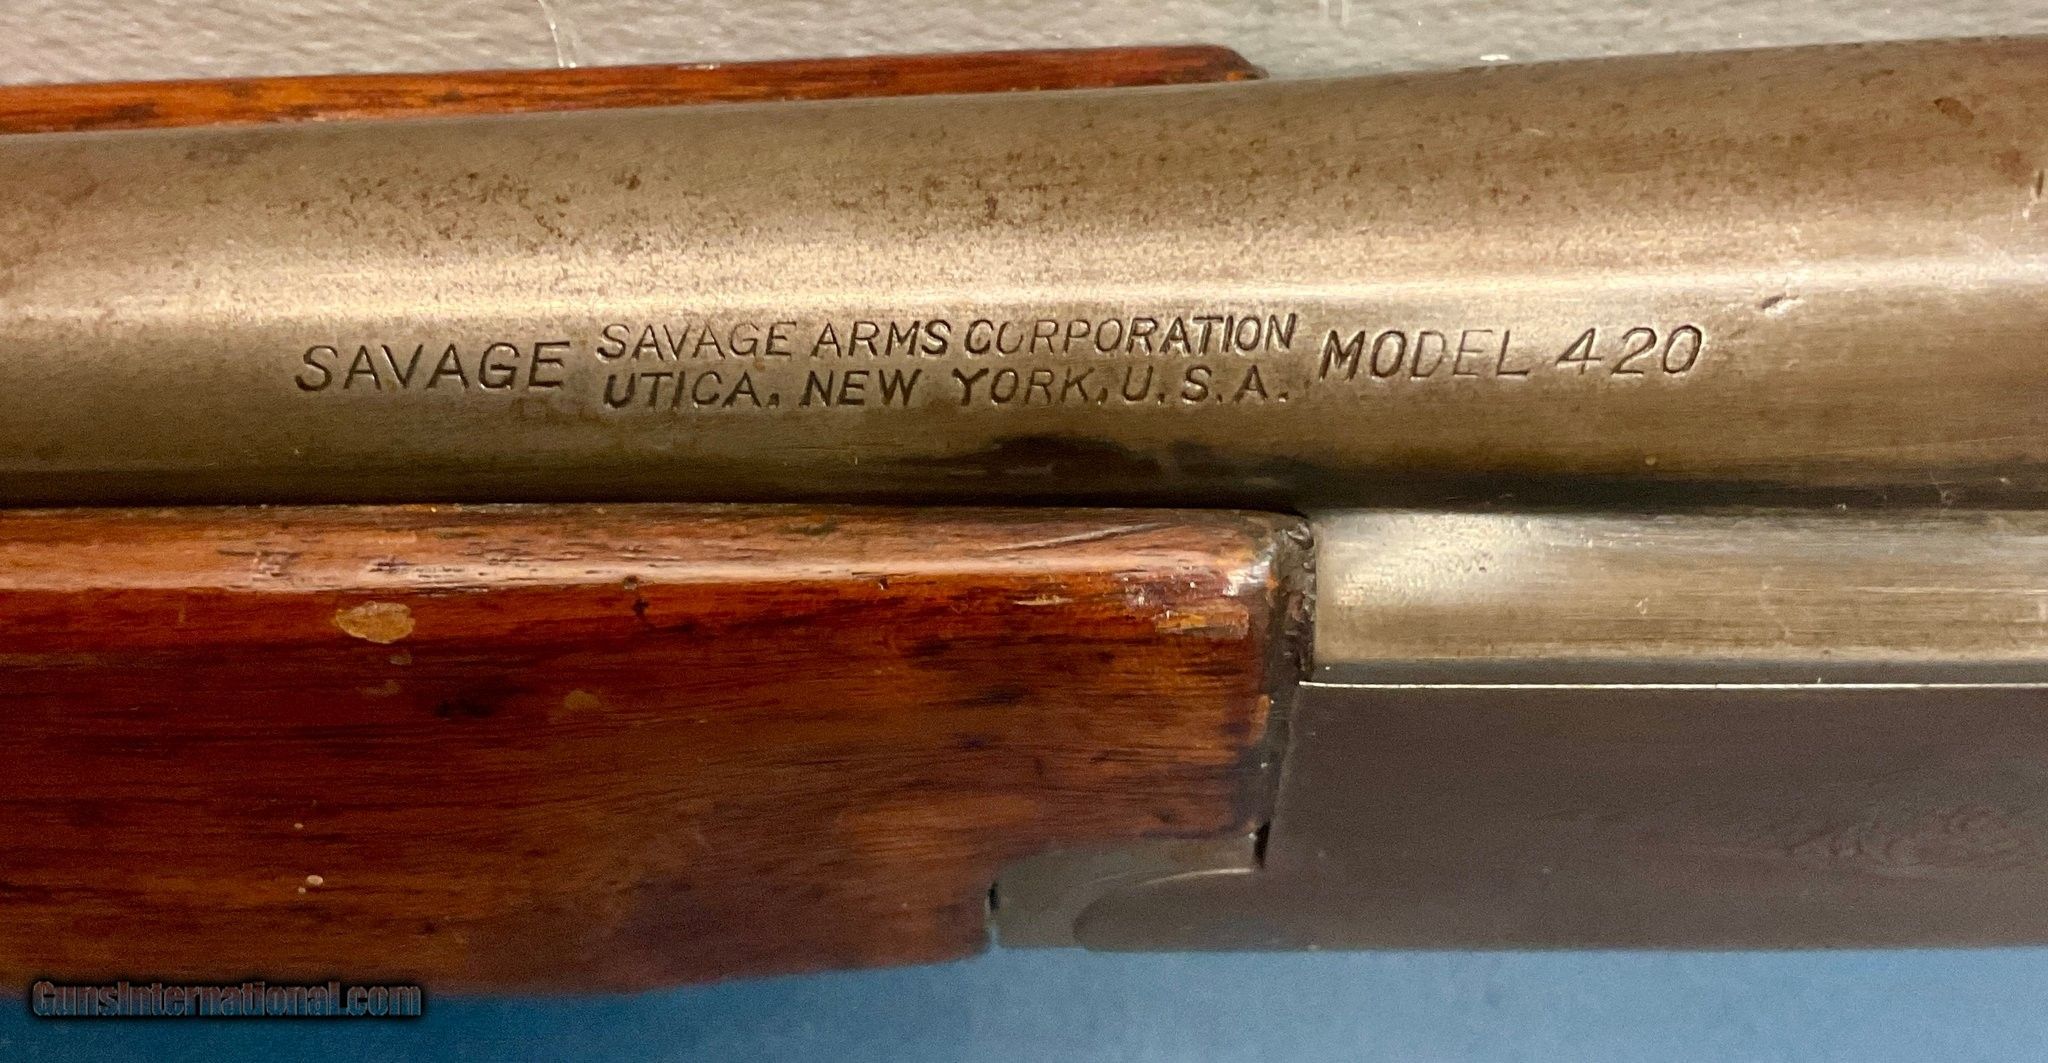 SAVAGE
SAVAGE ARMS CORPORATION
UTICA, NEW YORK, U.S.A.
MODEL 420
GunsInternational.com